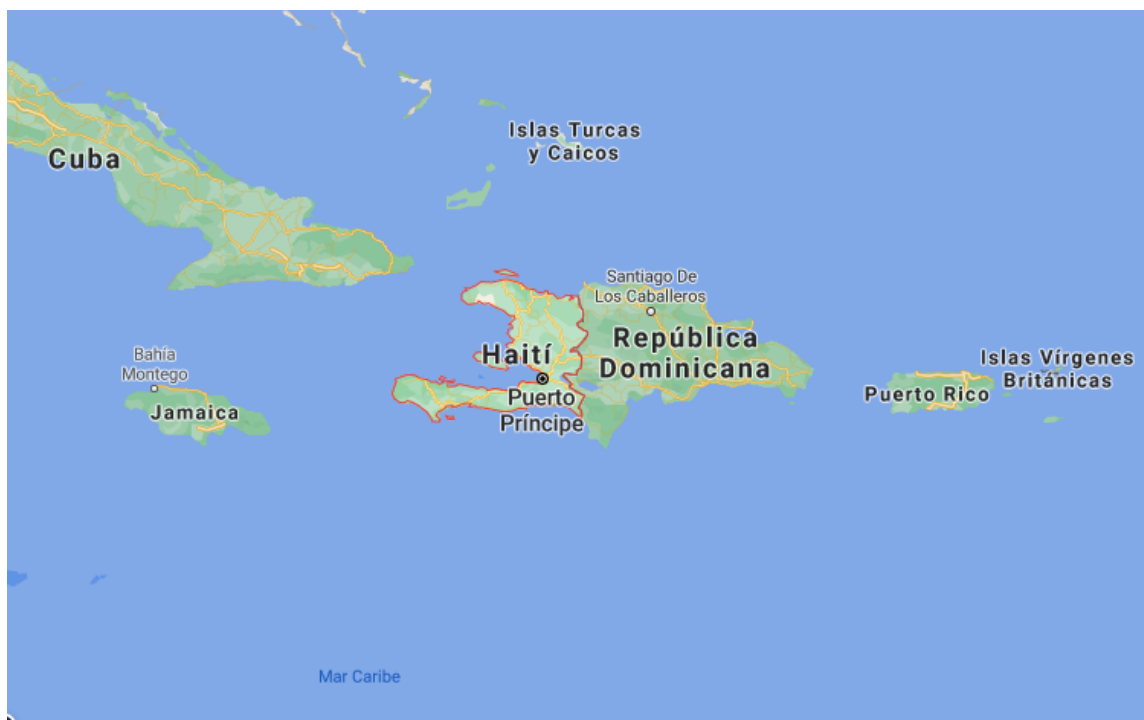 Islas Turcas
y Caicos
Cuba
Santiago De
Los Caballeros
República
Dominicana
Haití
Bahía
Montego
Islas Vírgenes
Británicas
Puerto Rico
Jamaica
Puerto
Príncipe
Mar Caribe